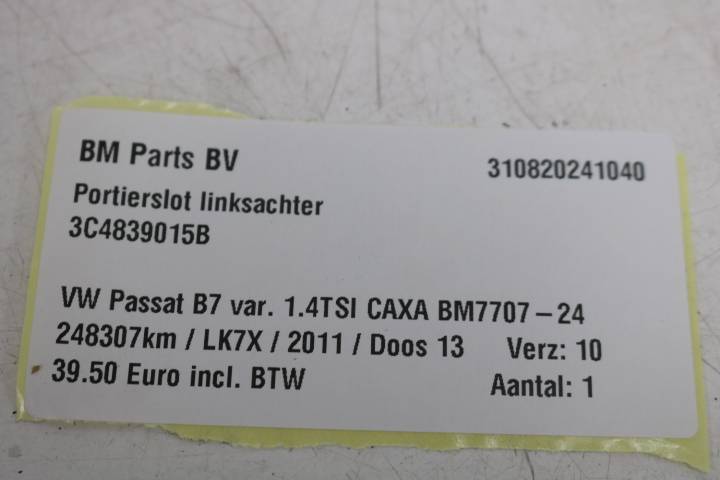 BM Parts BV 310820241040
Portierslot linksachter
3C4839015B
VW Passat B7 var. 1.4TSI CAXA BM7707-24
248307km / LK7X / 2011 / Doos 13 Verz: 10
39.50 Euro incl. BTW Aantal: 1